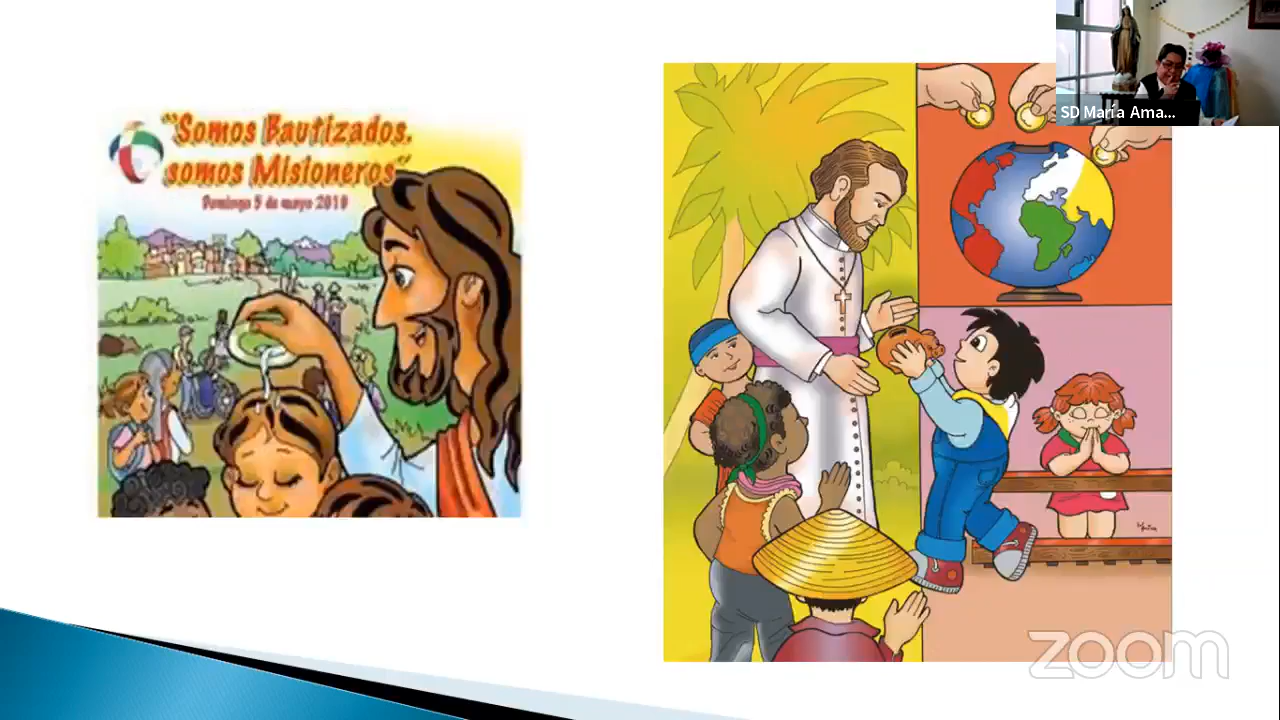 "Somos Bautizados,
somos Misioneros"
Domingo 5 de mayo 2019
SD María Ama...
zoom